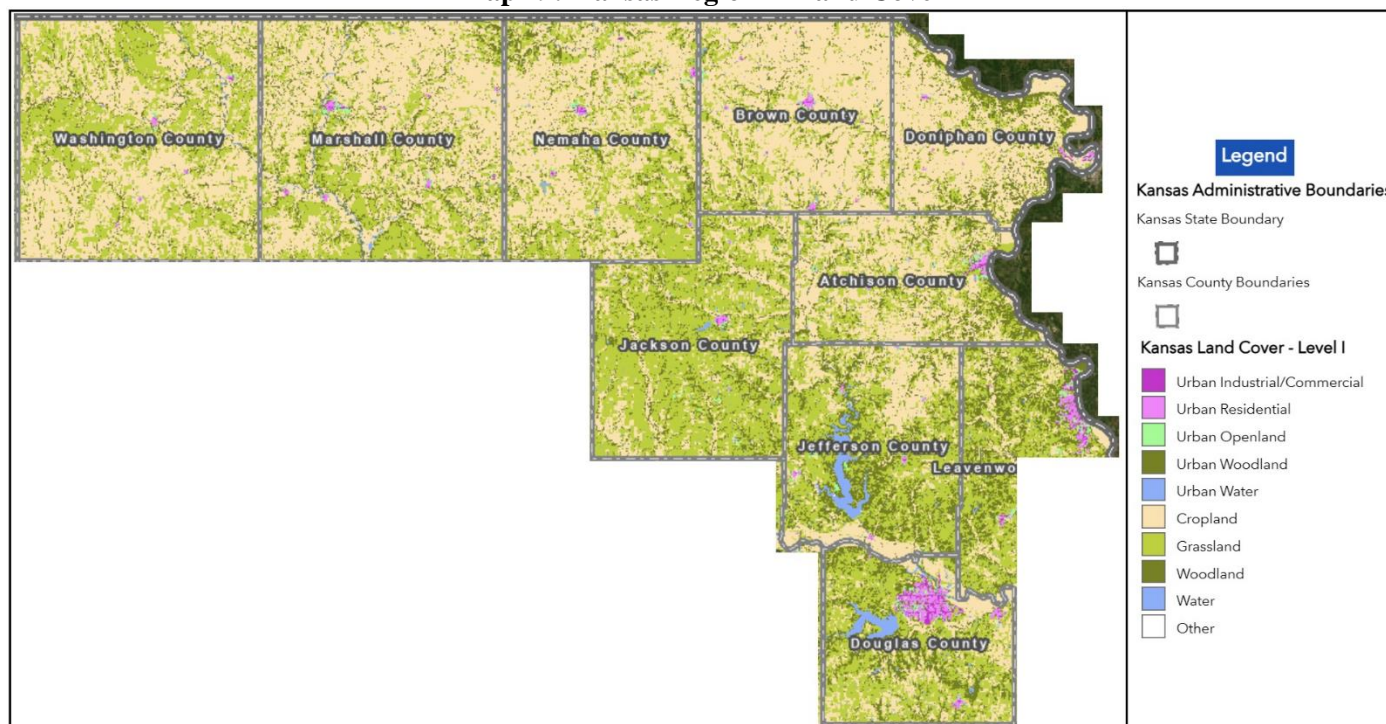 Washington County
Marshall County
Nemaha County
Brown County
Doniphan County
Atchison County
Jackson County
Jefferson County
Leavenwo
Douglas County
Legend
Kansas Administrative Boundaries
Kansas State Boundary
Kansas County Boundaries
Kansas Land Cover - Level I
Urban Industrial/Commercial
Urban Residential
Urban Openland
Urban Woodland
Urban Water
Cropland
Grassland
Woodland
Water
Other